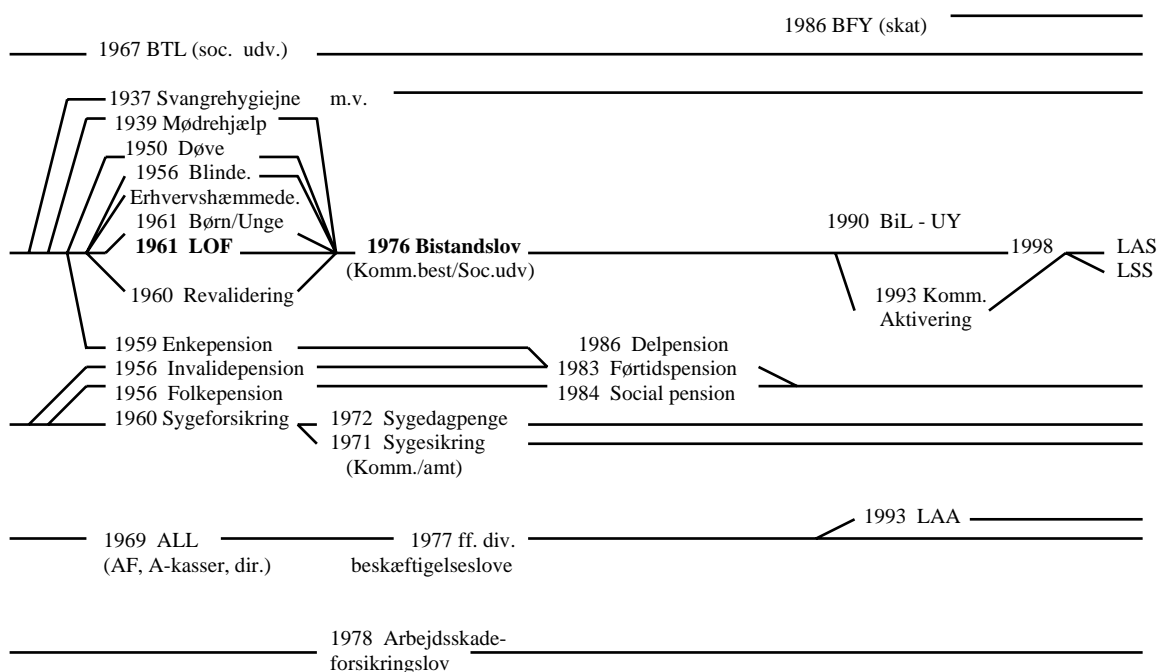 1986 BFY (skat)
1967 BTL (soc. udv.)
1937 Svangrehygiejne m.v.
1939 Mødrehjælp
1950 Døve
1956 Blinde.
Erhvervshæmmede.
1961 Børn/Unge
1990 BiL - UY
1961 LOF
1976 Bistandslov
1998
LAS
(Komm.best/Soc.udv)
LSS
1960 Revalidering
1993 Komm.
Aktivering
1959 Enkepension
1986 Delpension
1956 Invalidepension
1983 Førtidspension
1956 Folkepension
1984 Social pension
1960 Sygeforsikring
1972 Sygedagpenge
1971 Sygesikring
(Komm./amt)
1993 LAA
1969 ALL
1977 ff. div.
(AF, A-kasser, dir.)
beskæftigelseslove
1978 Arbejdsskade-
forsikringslov